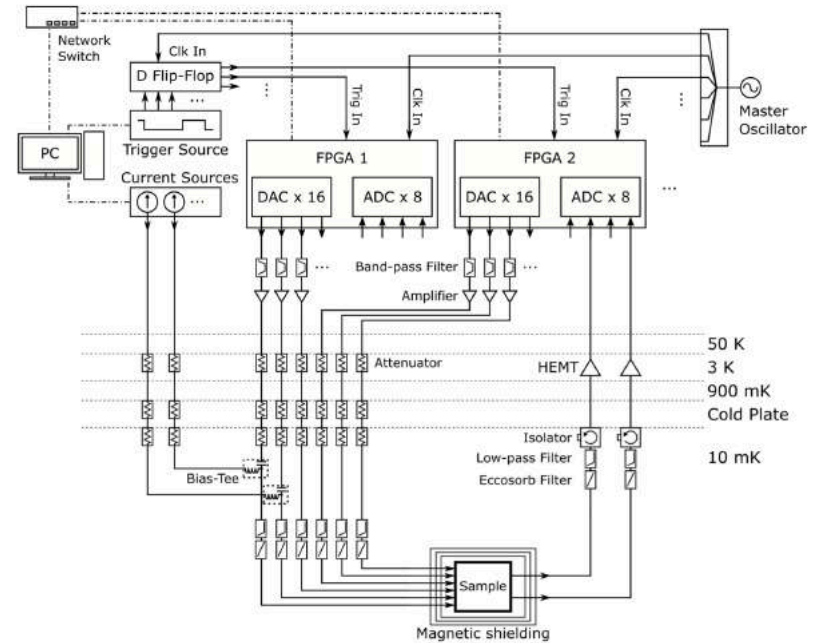 Network
Switch
Clk In
D Flip-Flop
...
...
Trigger Source
PC
Current Sources
...
Trig In
Clk In
Trig In
Clk In
...
Master
Oscillator
FPGA 1
DAC x 16
ADC x 8
FPGA 2
DAC x 16
ADC x 8
...
Band-pass Filter
...
...
Amplifier
50 K
Attenuator
HEMT
3 K
900 mK
Cold Plate
Isolator
Low-pass Filter
10 mK
Eccosorb Filter
Bias-Tee
Sample
Magnetic shielding